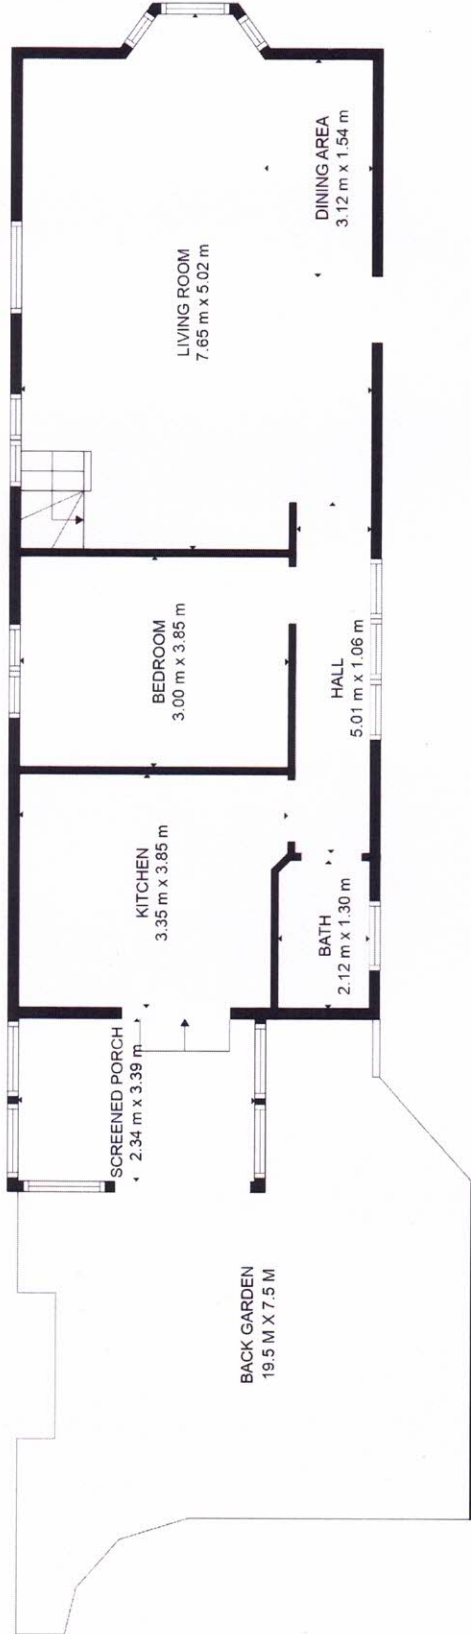 LIVING ROOM
7.65 m x 5.02 m
DINING AREA
3.12 m x 1.54 m
BEDROOM
3.00 m x 3.85 m
HALL
5.01 m x 1.06 m
KITCHEN
3.35 m x 3.85 m
BATH
2.12 m x 1.30 m
SCREENED PORCH
2.34 m x 3.39 m
BACK GARDEN
19.5 M X 7.5 M